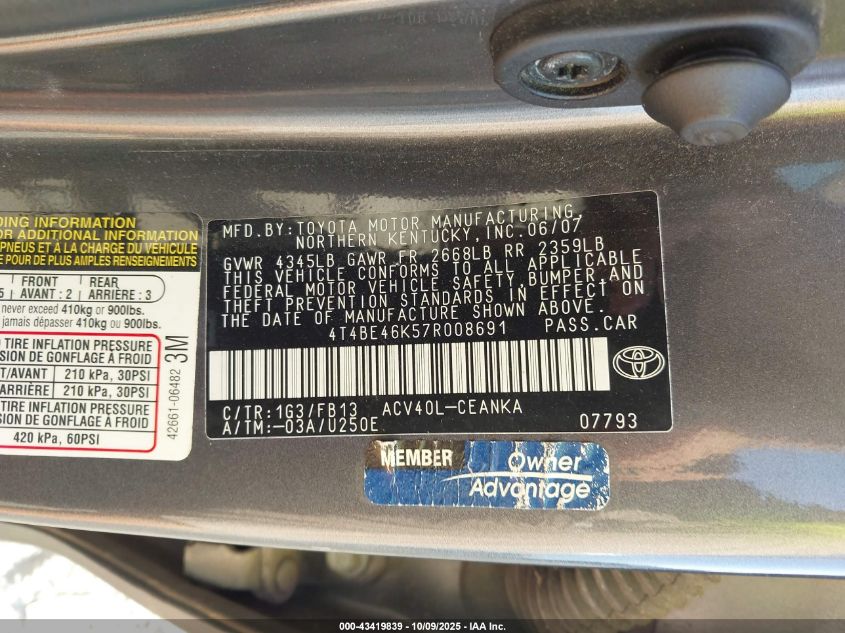 DING INFORMATION
R ADDITIONAL INFORMATION
PNEUS ET À LA CHARGE DU VÉHICULE
DE PLUS AMPLES RENSEIGNEMENTS
5 FRONT AVANT : 2 REAR ARRIÈRE : 3
never exceed 410kg or 900lbs.
jamais dépasser 410kg ou 900lbs.
TIRE INFLATION PRESSURE
SSION DE GONFLAGE À FROID
T/AVANT 210 kPa, 30PSI
ARRIÈRE 210 kPa, 30PSI
TIRE INFLATION PRESSURE
SSION DE GONFLAGE À FROID
420 kPa, 60PSI
42661-06482 3M
MFD.BY:TOYOTA MOTOR MANUFACTURING
NORTHERN KENTUCKY, INC.06/07
GVWR 4345LB GAWR FR 2668LB RR 2359LB
THIS VEHICLE CONFORMS TO ALL APPLICABLE
FEDERAL MOTOR VEHICLE SAFETY,BUMPER,AND
THEFT PREVENTION STANDARDS IN EFFECT ON
THE DATE OF MANUFACTURE SHOWN ABOVE.
4T4BE46K57R008691 PASS.CAR
C/TR:1G3/FB13 ACV40L-CEANKA
A/TM:-03A/U250E 07793
MEMBER Owner
Advantage
000-43419839 - 10/09/2025 - IAA Inc.